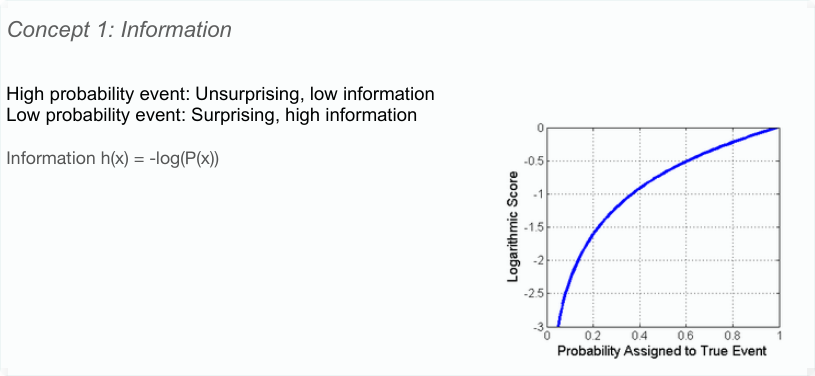 Concept 1: Information
High probability event: Unsurprising, low information
Low probability event: Surprising, high information
Information h(x) = -log(P(x))
Logarithmic Score
0
-0.5
-1
-1.5
-2
-2.5
-3
0 0.2 0.4 0.6 0.8 1
Probability Assigned to True Event